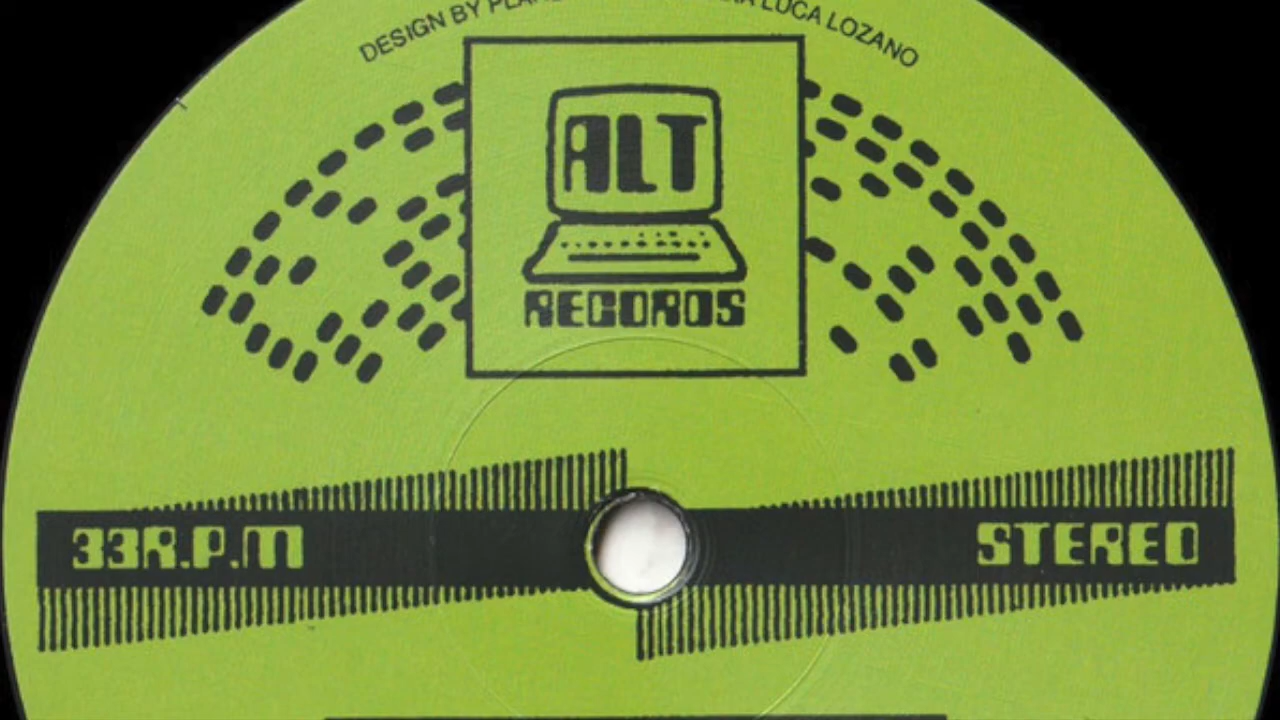 DESIGN BY LUCA LOZANO
ALT
RECORDS
33R.P.M
STEREO